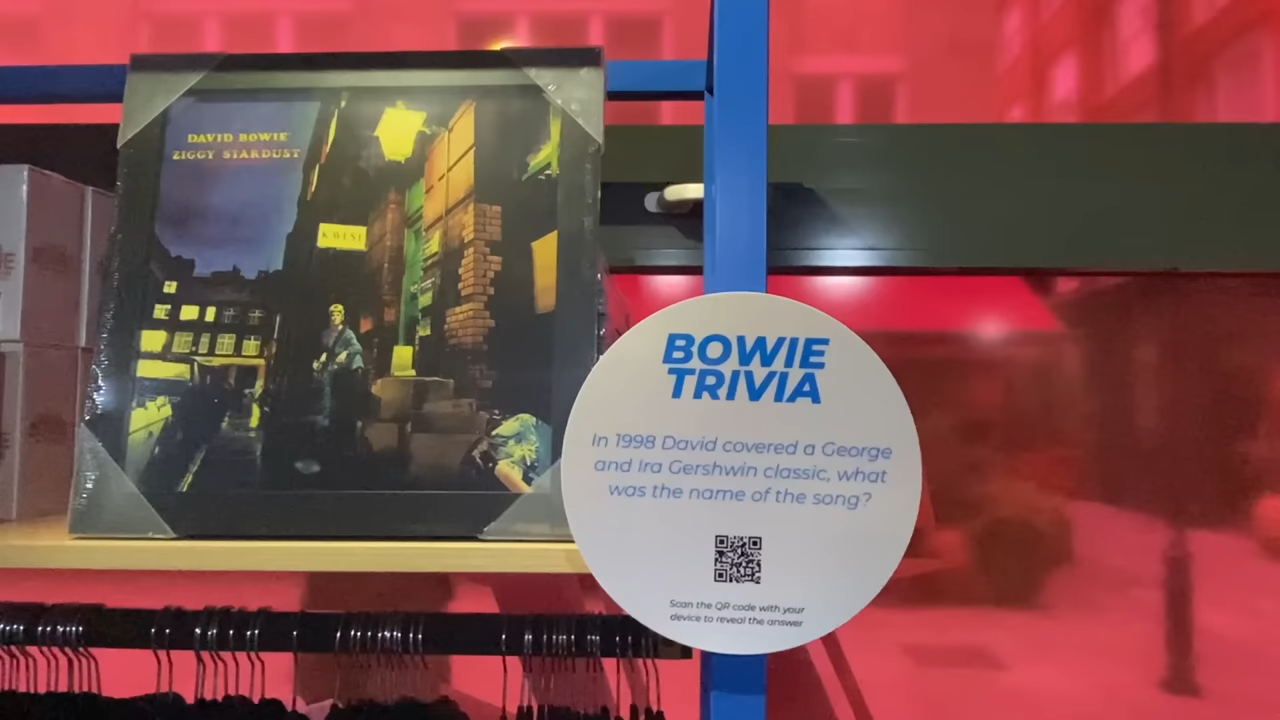 DAVID BOWIE
ZIGGY STARDUST
K.WEST
BOWIE
TRIVIA
In 1998 David covered a George
and Ira Gershwin classic, what
was the name of the song?
Scan the QR code with your
device to reveal the answer